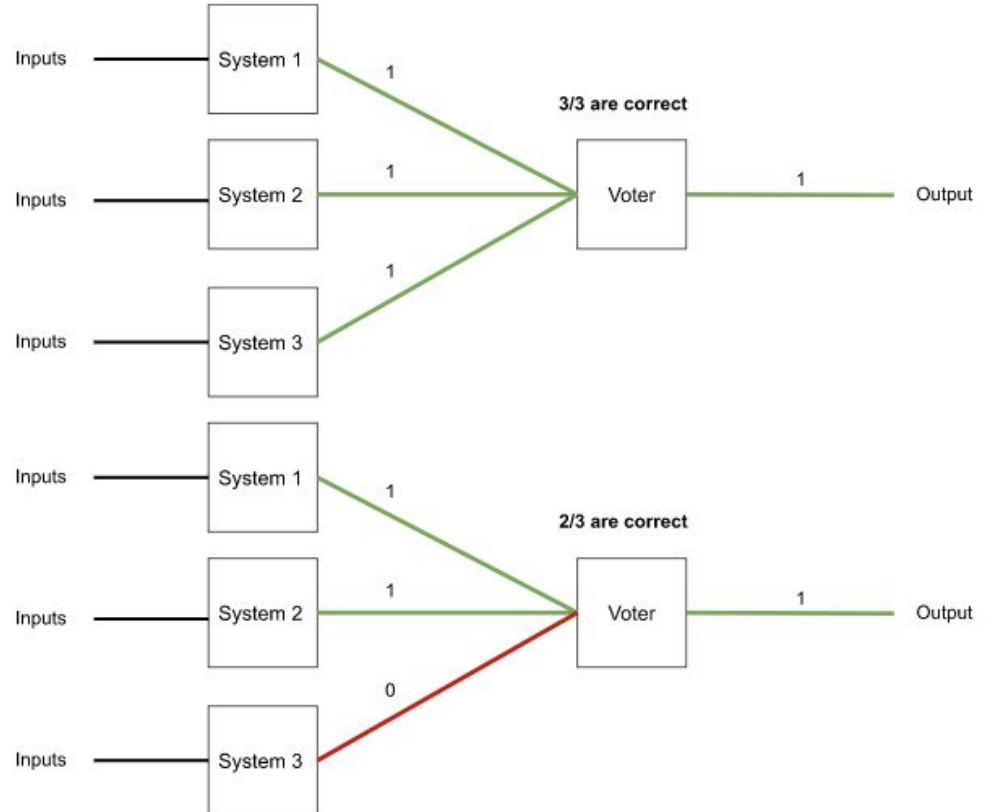 Inputs
System 1
1
3/3 are correct
Inputs
System 2
1
Voter
1
Output
1
Inputs
System 3
Inputs
System 1
1
2/3 are correct
Inputs
System 2
1
Voter
1
Output
0
Inputs
System 3